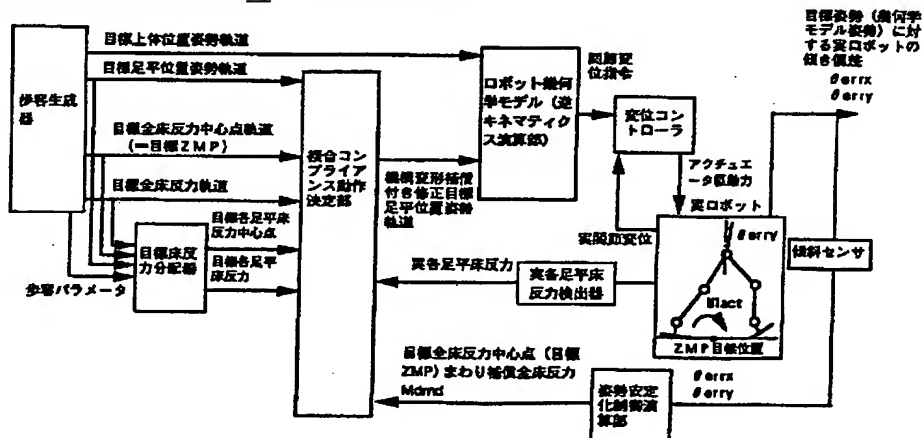 目標上体位置姿勢軌道
目標足平位置姿勢軌道
歩容生成
器
目標全床反力中心点軌道
(=目標ZMP)
目標全床反力軌道
目標各足平床
反力中心点
目標床反
力分配器
目標各足平
床反力
歩容パラメータ
複合コン
プライア
ンス動作
決定部
機構変形補償
付き修正目標
足平位置姿勢
軌道
ロボット幾何
学モデル(逆
キネマティク
ス演算部)
関節変
位指令
変位コン
トローラ
アクチュエ
ータ駆動力
実ロボット
実関節変位
θerry
Mact
ZMP目標位置
目標姿勢(幾何学
モデル姿勢)に対
する実ロボットの
傾き偏差
θerrx
θerry
傾斜センサ
実各足平床反力
実各足平床
反力検出器
目標全床反力中心点(目標
ZMP)まわり補償全床反力
Mdmd
姿勢安定
化制御演
算部
θerrx
θerry